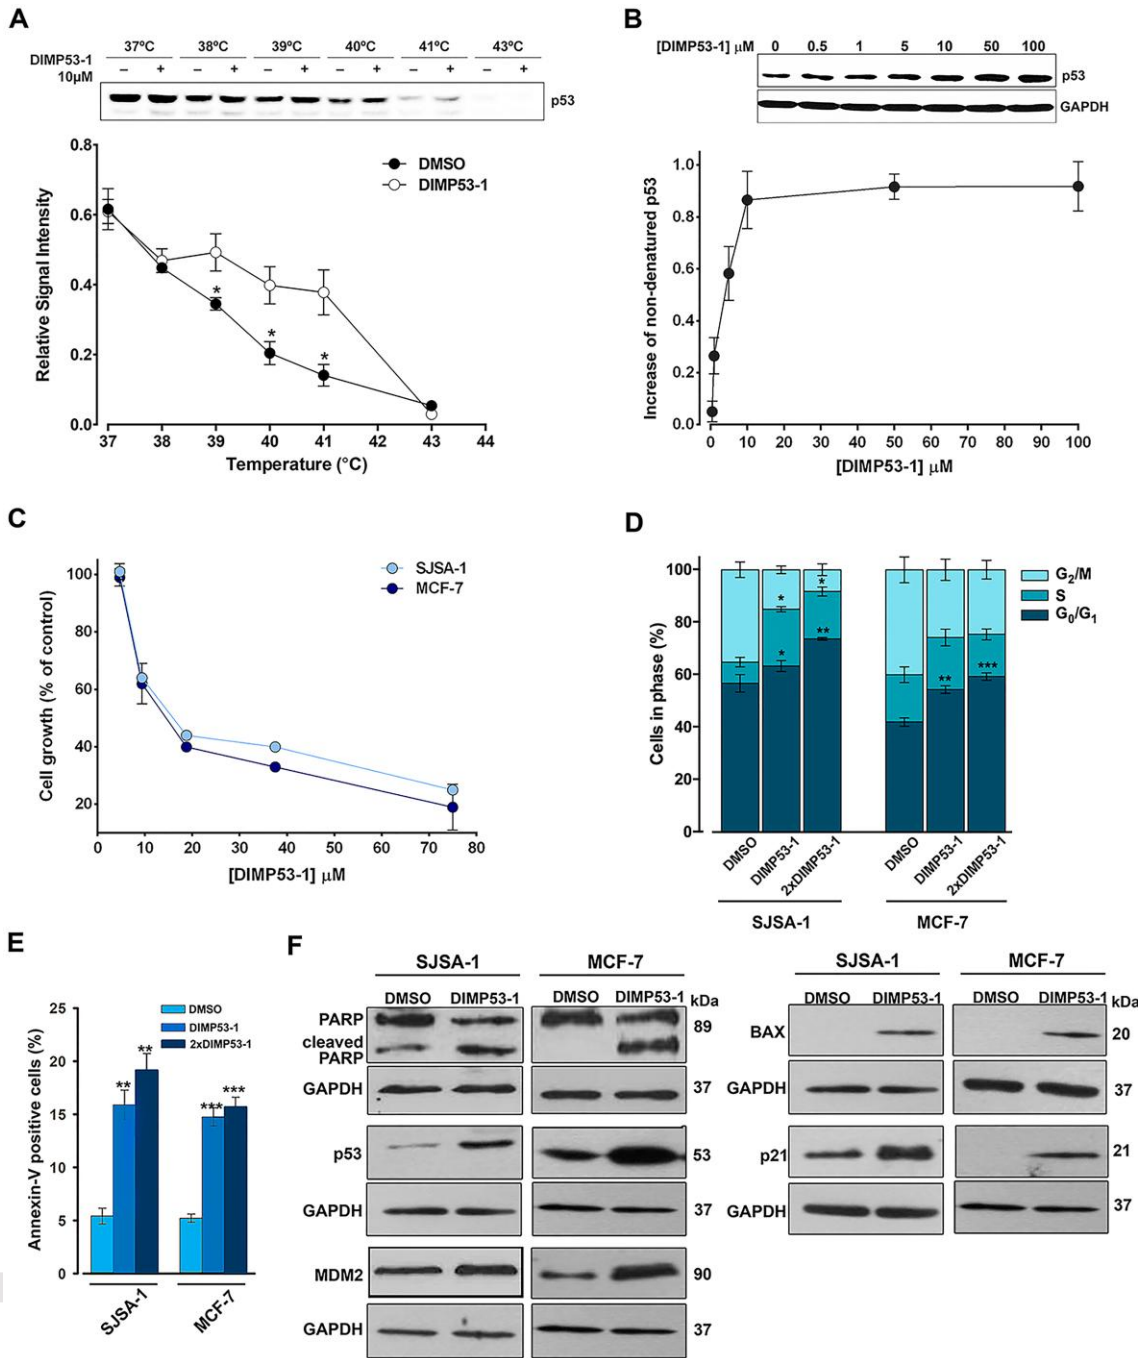 A
37ºC 38ºC 39ºC 40ºC 41ºC 43ºC
DIMP53-1
10µM
– + – + – + – + – + – +
p53
Relative Signal Intensity
0.8
0.6
0.4
0.2
0.0
DMSO
DIMP53-1
*
*
*
37 38 39 40 41 42 43 44
Temperature (°C)
B
[DIMP53-1] µM 0 0.5 1 5 10 50 100
p53
GAPDH
Increase of non-denatured p53
1.0
0.8
0.6
0.4
0.2
0.0
0 10 20 30 40 50 60 70 80 90 100
[DIMP53-1] µM
C
Cell growth (% of control)
100
80
60
40
20
SJSA-1
MCF-7
0 10 20 30 40 50 60 70 80
[DIMP53-1] µM
D
Cells in phase (%)
100
80
60
40
20
0
* *
* **
** ***
G2/M
S
G0/G1
DMSO DIMP53-1 2xDIMP53-1 DMSO DIMP53-1 2xDIMP53-1
SJSA-1 MCF-7
E
Annexin-V positive cells (%)
25
20
15
10
5
0
DMSO
DIMP53-1
2xDIMP53-1
** ** *** ***
SJSA-1 MCF-7
F
SJSA-1 MCF-7
DMSO DIMP53-1 DMSO DIMP53-1 kDa
PARP 89
cleaved
PARP
GAPDH 37
p53 53
GAPDH 37
MDM2 90
GAPDH 37
SJSA-1 MCF-7
DMSO DIMP53-1 DMSO DIMP53-1 kDa
BAX 20
GAPDH 37
p21 21
GAPDH 37